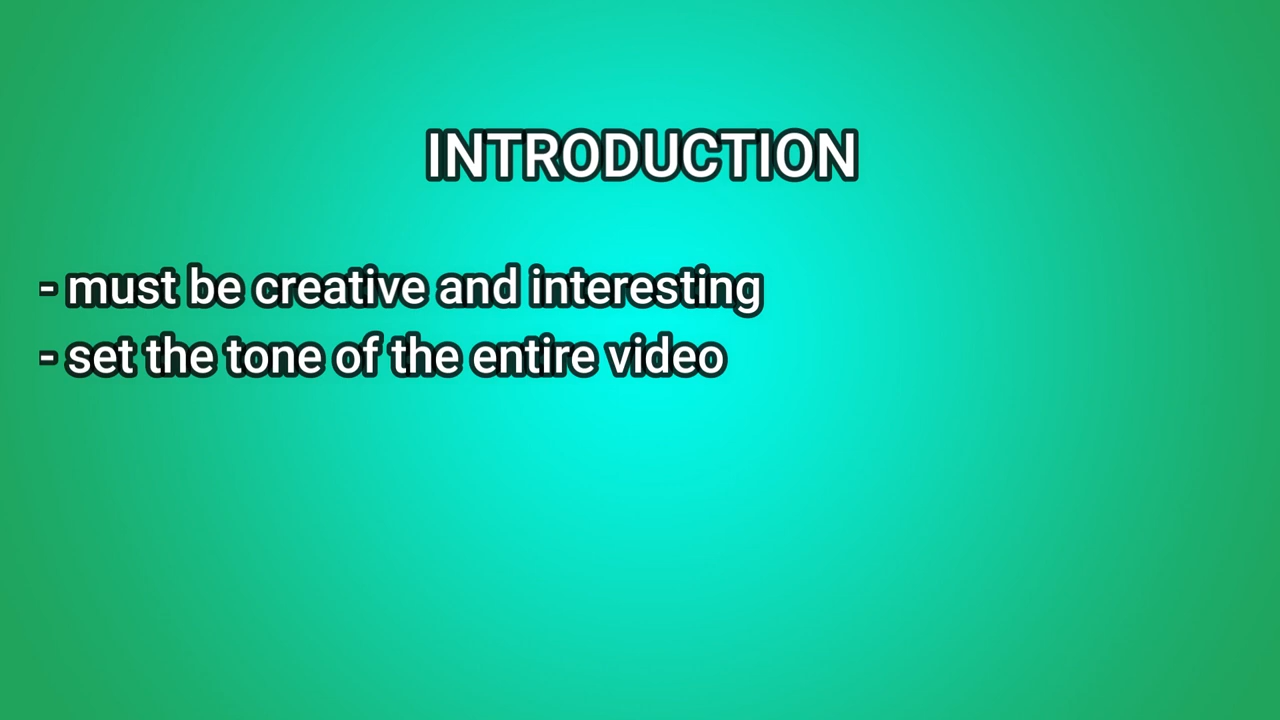 INTRODUCTION
- must be creative and interesting
- set the tone of the entire video